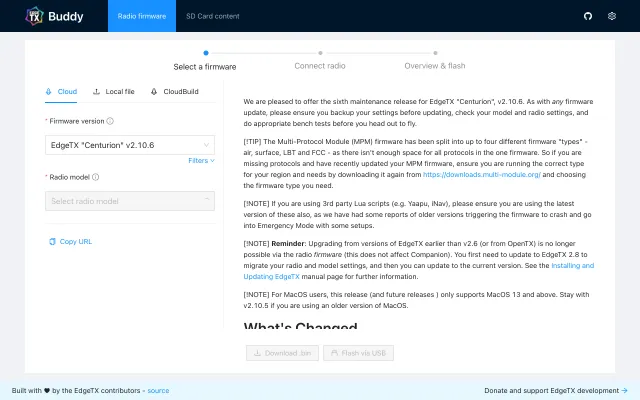 EDGE TX Buddy Radio firmware SD Card content
Select a firmware Connect radio Overview & flash
Cloud Local file CloudBuild
* Firmware version
EdgeTX "Centurion" v2.10.6
Filters
* Radio model
Select radio model
Copy URL
We are pleased to offer the sixth maintenance release for EdgeTX "Centurion", v2.10.6. As with any firmware
update, please ensure you backup your settings before updating, check your model and radio settings, and
do appropriate bench tests before you head out to fly.
[!TIP] The Multi-Protocol Module (MPM) firmware has been split into up to four different firmware "types" -
air, surface, LBT and FCC - as there isn't enough space for all protocols in the one firmware. So if you are
missing protocols and have recently updated your MPM firmware, ensure you are running the correct type
for your region and needs by downloading it again from https://downloads.multi-module.org/ and choosing
the firmware type you need.
[!NOTE] If you are using 3rd party Lua scripts (e.g. Yaapu, iNav), please ensure you are using the latest
version of these also, as we have had some reports of older versions triggering the firmware to crash and go
into Emergency Mode with some setups.
[!NOTE] Reminder: Upgrading from versions of EdgeTX earlier than v2.6 (or from OpenTX) is no longer
possible via the radio firmware (this does not affect Companion). You first need to update to EdgeTX 2.8 to
migrate your radio and model settings, and then you can update to the current version. See the Installing and
Updating EdgeTX manual page for further information.
[!NOTE] For MacOS users, this release (and future releases ) only supports MacOS 13 and above. Stay with
v2.10.5 if you are using an older version of MacOS.
What's Changed
Download .bin Flash via USB
Built with ♥ by the EdgeTX contributors - source Donate and support EdgeTX development →